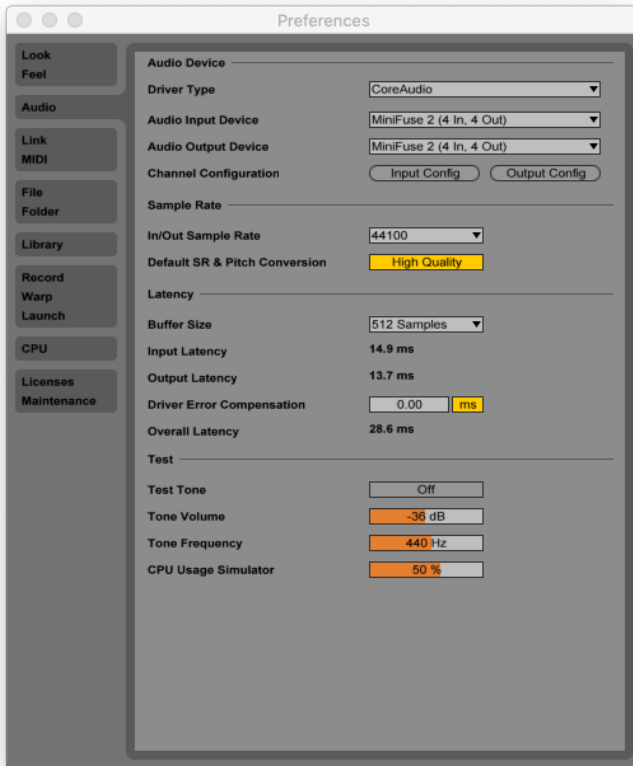 Preferences
Look
Feel
Audio
Link
MIDI
File
Folder
Library
Record
Warp
Launch
CPU
Licenses
Maintenance
Audio Device
Driver Type CoreAudio
Audio Input Device MiniFuse 2 (4 In, 4 Out)
Audio Output Device MiniFuse 2 (4 In, 4 Out)
Channel Configuration Input Config Output Config
Sample Rate
In/Out Sample Rate 44100
Default SR & Pitch Conversion High Quality
Latency
Buffer Size 512 Samples
Input Latency 14.9 ms
Output Latency 13.7 ms
Driver Error Compensation 0.00 ms
Overall Latency 28.6 ms
Test
Test Tone Off
Tone Volume -36 dB
Tone Frequency 440 Hz
CPU Usage Simulator 50 %